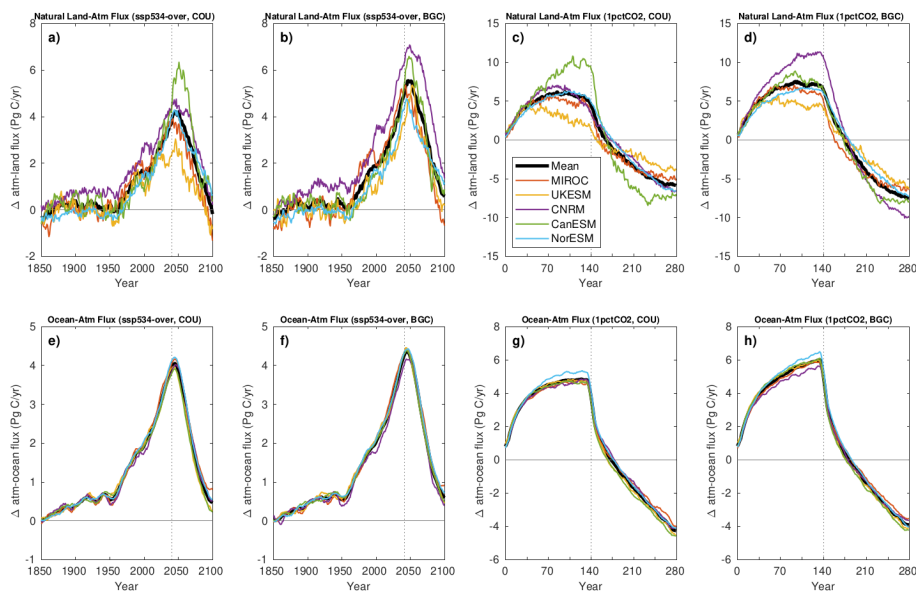 Natural Land-Atm Flux (ssp534-over, COU)
a)
Δ atm-land flux (Pg C/yr)
8
6
4
2
0
-2
1850 1900 1950 2000 2050 2100
Year
Natural Land-Atm Flux (ssp534-over, BGC)
b)
Δ atm-land flux (Pg C/yr)
8
6
4
2
0
-2
1850 1900 1950 2000 2050 2100
Year
Natural Land-Atm Flux (1pctCO2, COU)
c)
Δ atm-land flux (Pg C/yr)
15
10
5
0
-5
-10
-15
Mean
MIROC
UKESM
CNRM
CanESM
NorESM
0 70 140 210 280
Year
Natural Land-Atm Flux (1pctCO2, BGC)
d)
Δ atm-land flux (Pg C/yr)
15
10
5
0
-5
-10
-15
0 70 140 210 280
Year
Ocean-Atm Flux (ssp534-over, COU)
e)
Δ atm-ocean flux (Pg C/yr)
5
4
3
2
1
0
-1
1850 1900 1950 2000 2050 2100
Year
Ocean-Atm Flux (ssp534-over, BGC)
f)
Δ atm-ocean flux (Pg C/yr)
5
4
3
2
1
0
-1
1850 1900 1950 2000 2050 2100
Year
Ocean-Atm Flux (1pctCO2, COU)
g)
Δ atm-ocean flux (Pg C/yr)
8
6
4
2
0
-2
-4
-6
0 70 140 210 280
Year
Ocean-Atm Flux (1pctCO2, BGC)
h)
Δ atm-ocean flux (Pg C/yr)
8
6
4
2
0
-2
-4
-6
0 70 140 210 280
Year